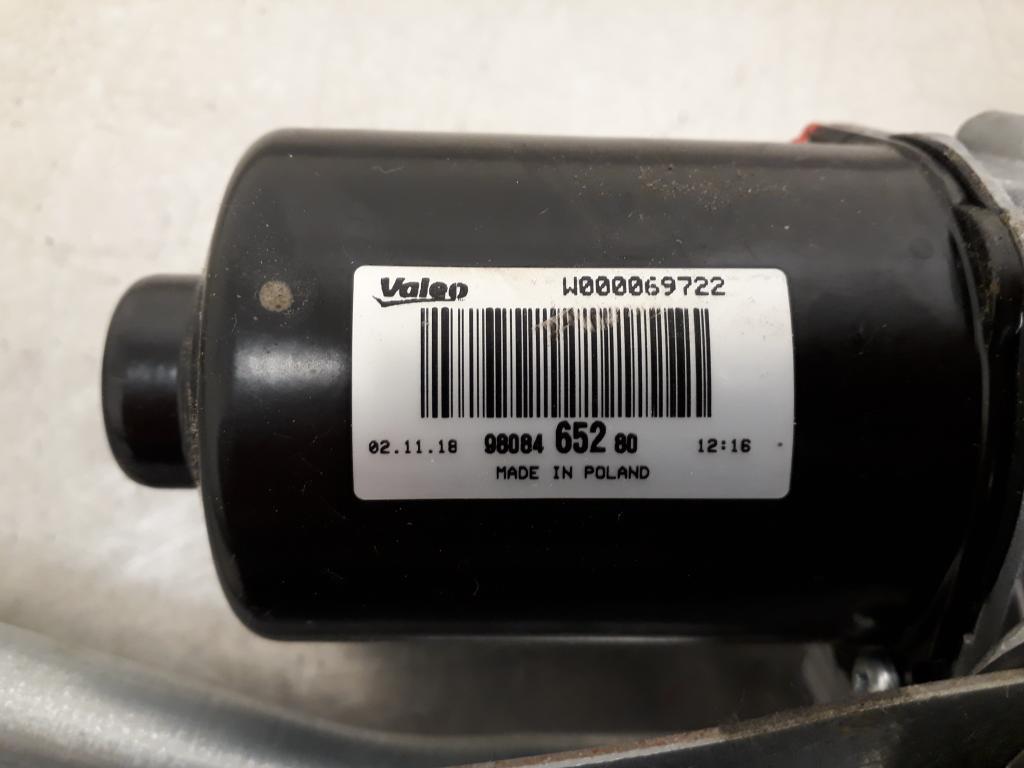 Valeo W000069722
02.11.18 98084 652 80 12:16
MADE IN POLAND